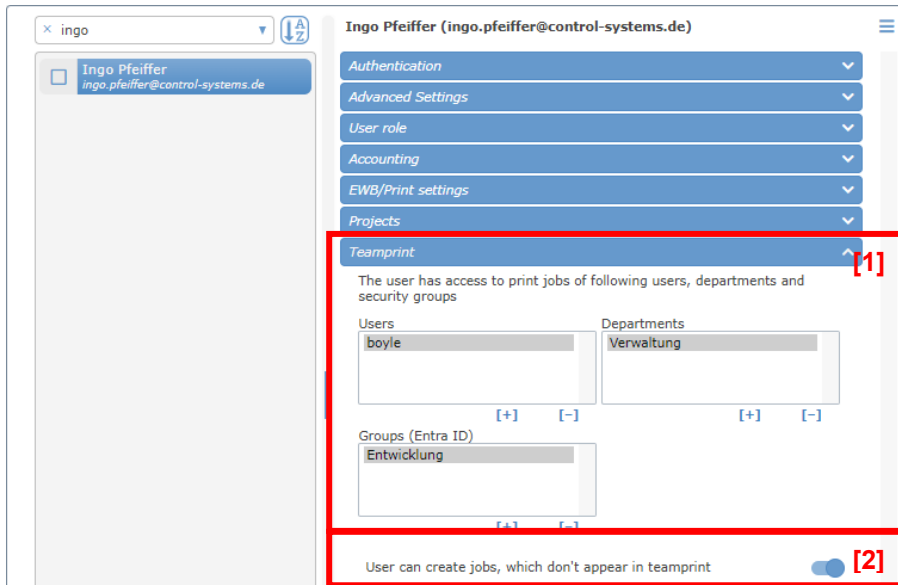 × ingo
A
Z
Ingo Pfeiffer
ingo.pfeiffer@control-systems.de
Ingo Pfeiffer (ingo.pfeiffer@control-systems.de)
Authentication
Advanced Settings
User role
Accounting
EWB/Print settings
Projects
Teamprint
[1]
The user has access to print jobs of following users, departments and
security groups
Users
boyle
[+] [-]
Departments
Verwaltung
[+] [-]
Groups (Entra ID)
Entwicklung
[+] [-]
User can create jobs, which don't appear in teamprint
[2]